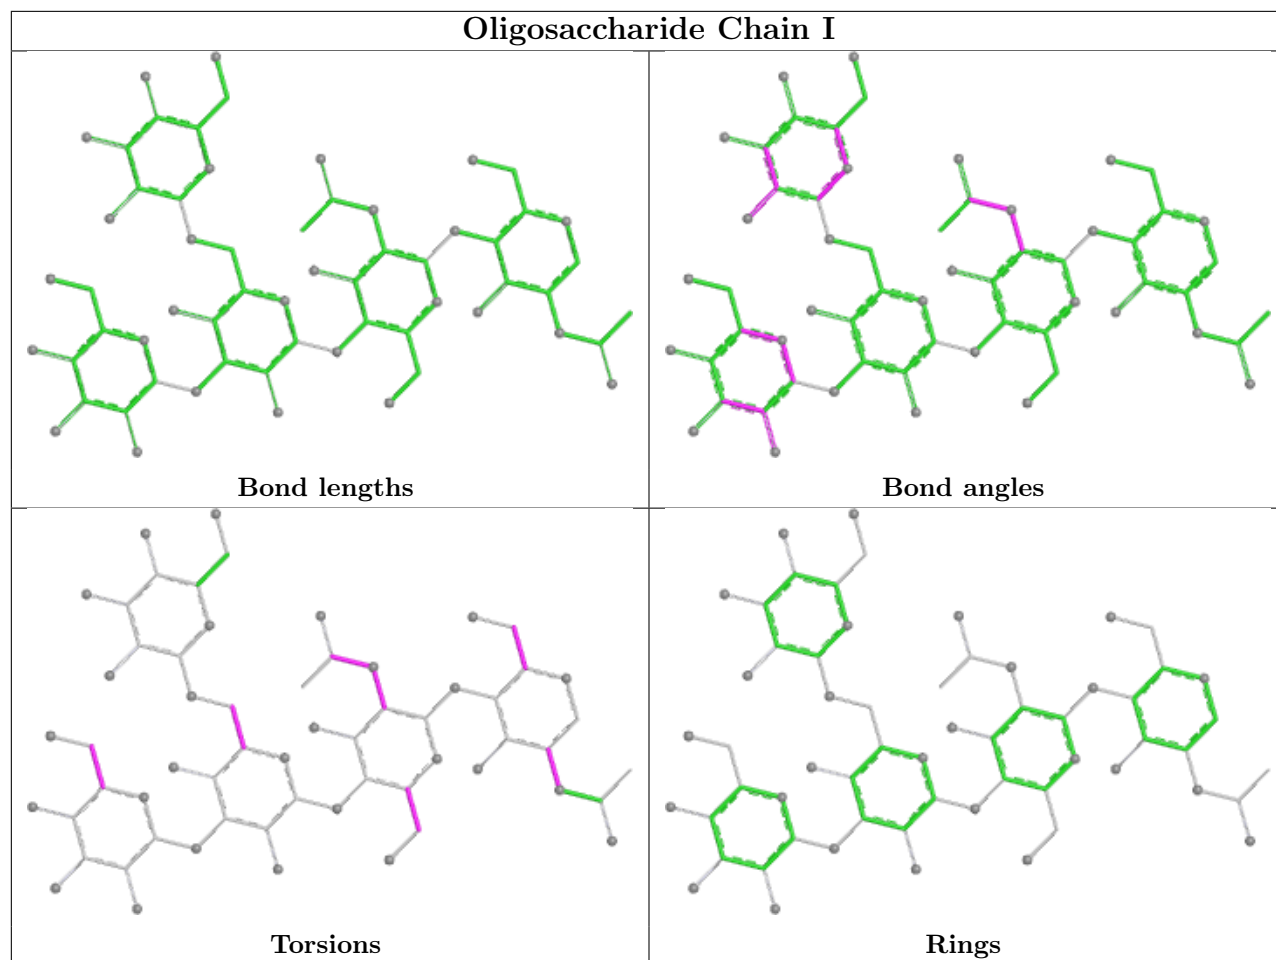 Oligosaccharide Chain I
Bond lengths
Bond angles
Torsions
Rings